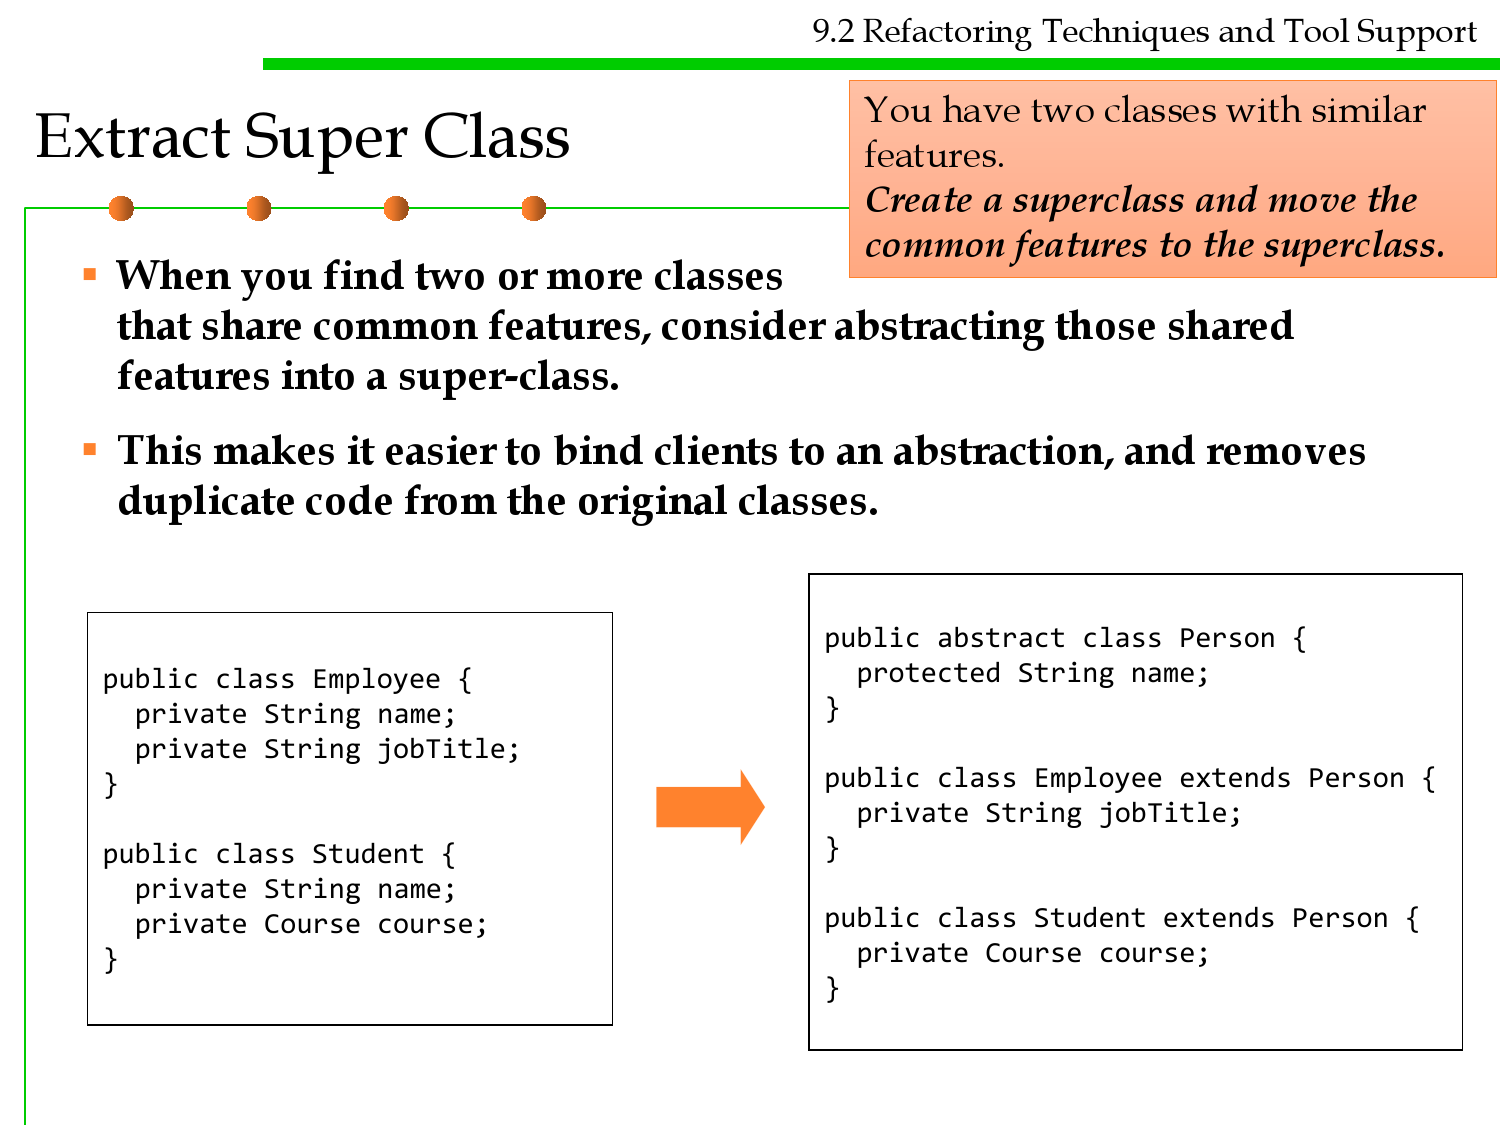 9.2 Refactoring Techniques and Tool Support
Extract Super Class
You have two classes with similar
features.
Create a superclass and move the
common features to the superclass.
▪ When you find two or more classes
that share common features, consider abstracting those shared
features into a super-class.
▪ This makes it easier to bind clients to an abstraction, and removes
duplicate code from the original classes.
public class Employee {
  private String name;
  private String jobTitle;
}
public class Student {
  private String name;
  private Course course;
}
public abstract class Person {
  protected String name;
}
public class Employee extends Person {
  private String jobTitle;
}
public class Student extends Person {
  private Course course;
}